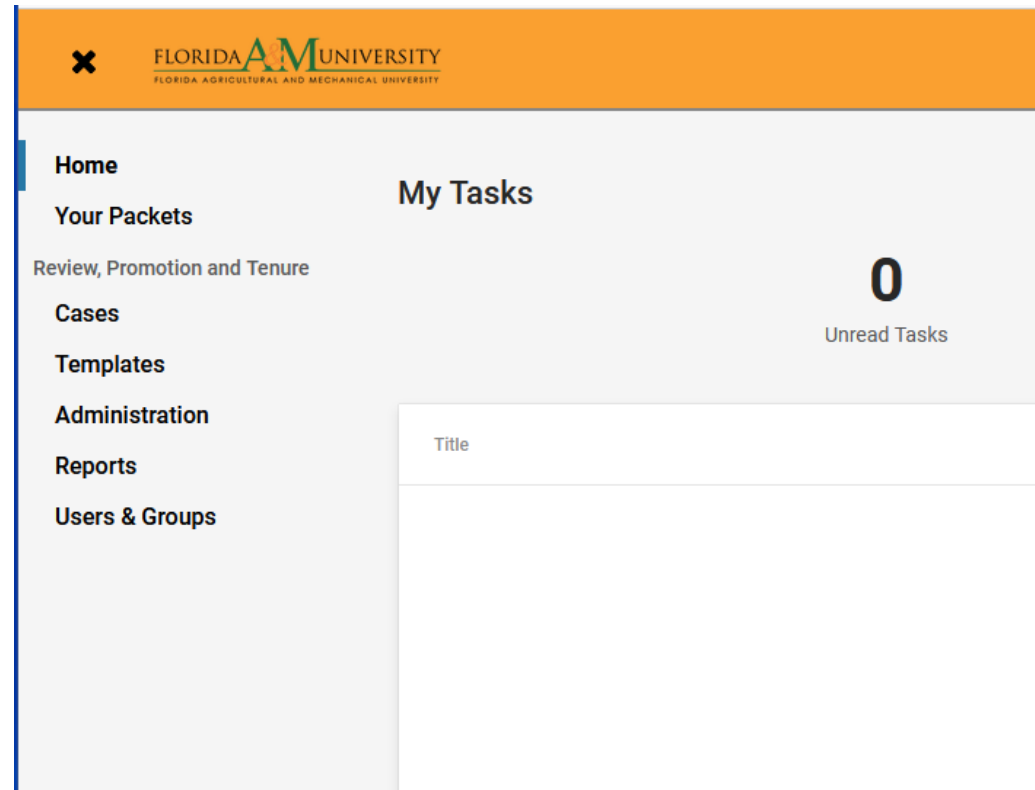 FLORIDA A&M UNIVERSITY
FLORIDA AGRICULTURAL AND MECHANICAL UNIVERSITY
Home
Your Packets
Review, Promotion and Tenure
Cases
Templates
Administration
Reports
Users & Groups
My Tasks
0
Unread Tasks
Title